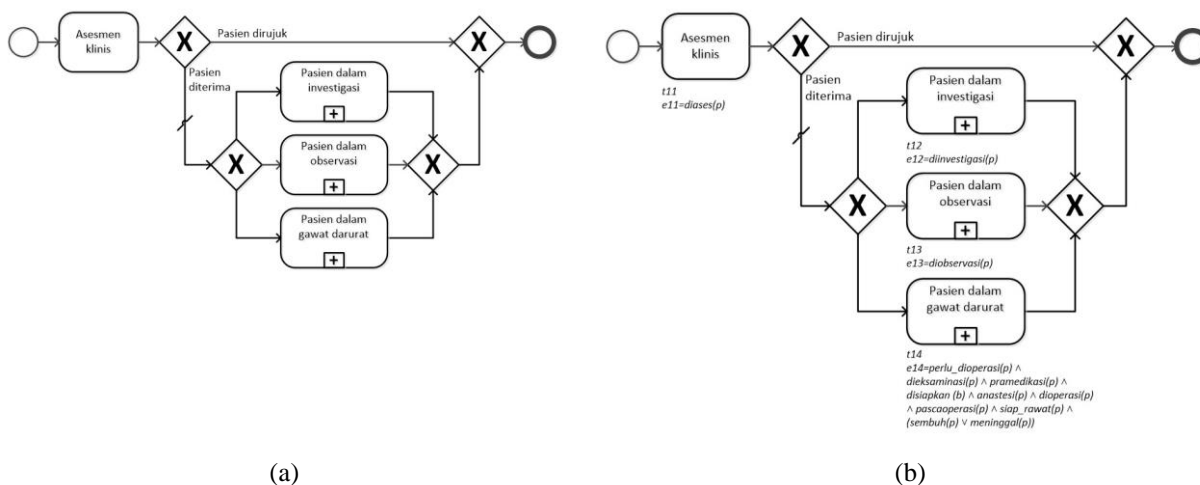 Asesmen
klinis
X
Pasien dirujuk
X
Pasien
diterima
X
Pasien dalam
investigasi
+
Pasien dalam
observasi
+
Pasien dalam
gawat darurat
+
X
(a)
Asesmen
klinis
t11
e11=diases(p)
X
Pasien dirujuk
X
Pasien
diterima
X
Pasien dalam
investigasi
+
t12
e12=diinvestigasi(p)
Pasien dalam
observasi
+
t13
e13=diobservasi(p)
Pasien dalam
gawat darurat
+
t14
e14=perlu_dioperasi(p) ∧
dieksaminasi(p) ∧ pramedikasi(p) ∧
disiapkan (b) ∧ anastesi(p) ∧ dioperasi(p)
∧ pascaoperasi(p) ∧ siap_rawat(p) ∧
(sembuh(p) ∨ meninggal(p))
X
(b)